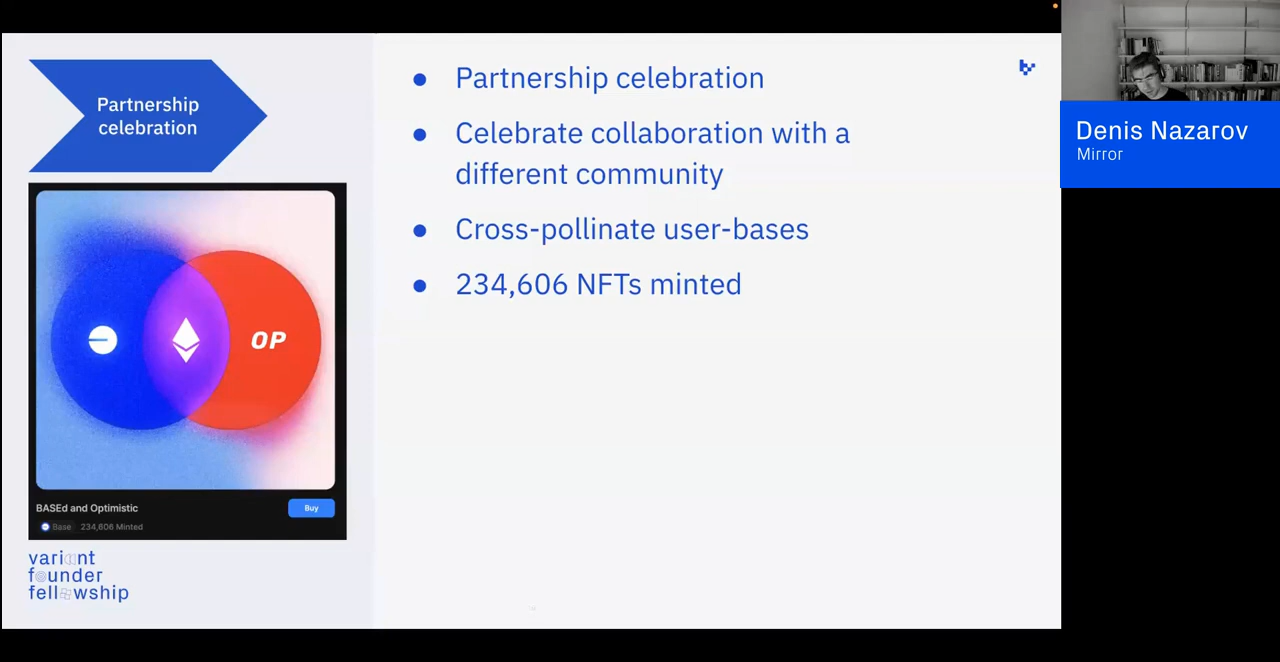 Partnership
celebration
OP
BASEd and Optimistic
Buy
Base 234,606 Minted
variant
founder
fellowship
● Partnership celebration
● Celebrate collaboration with a
different community
● Cross-pollinate user-bases
● 234,606 NFTs minted
Denis Nazarov
Mirror